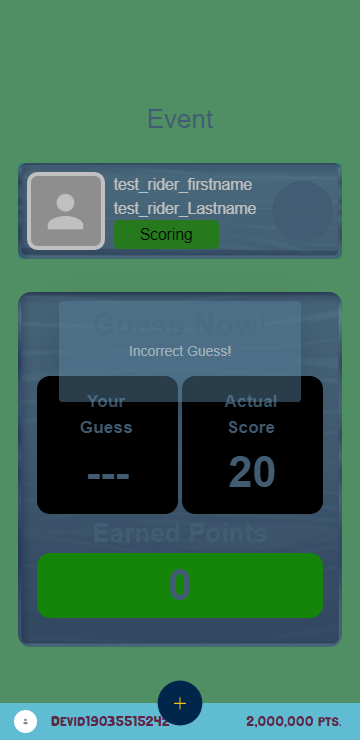 Event
test_rider_firstname
test_rider_Lastname
Scoring
Guess Now!
Incorrect Guess!
Your
Guess
---
Actual
Score
20
Earned Points
0
+
Devid19035515242
2,000,000 pts.